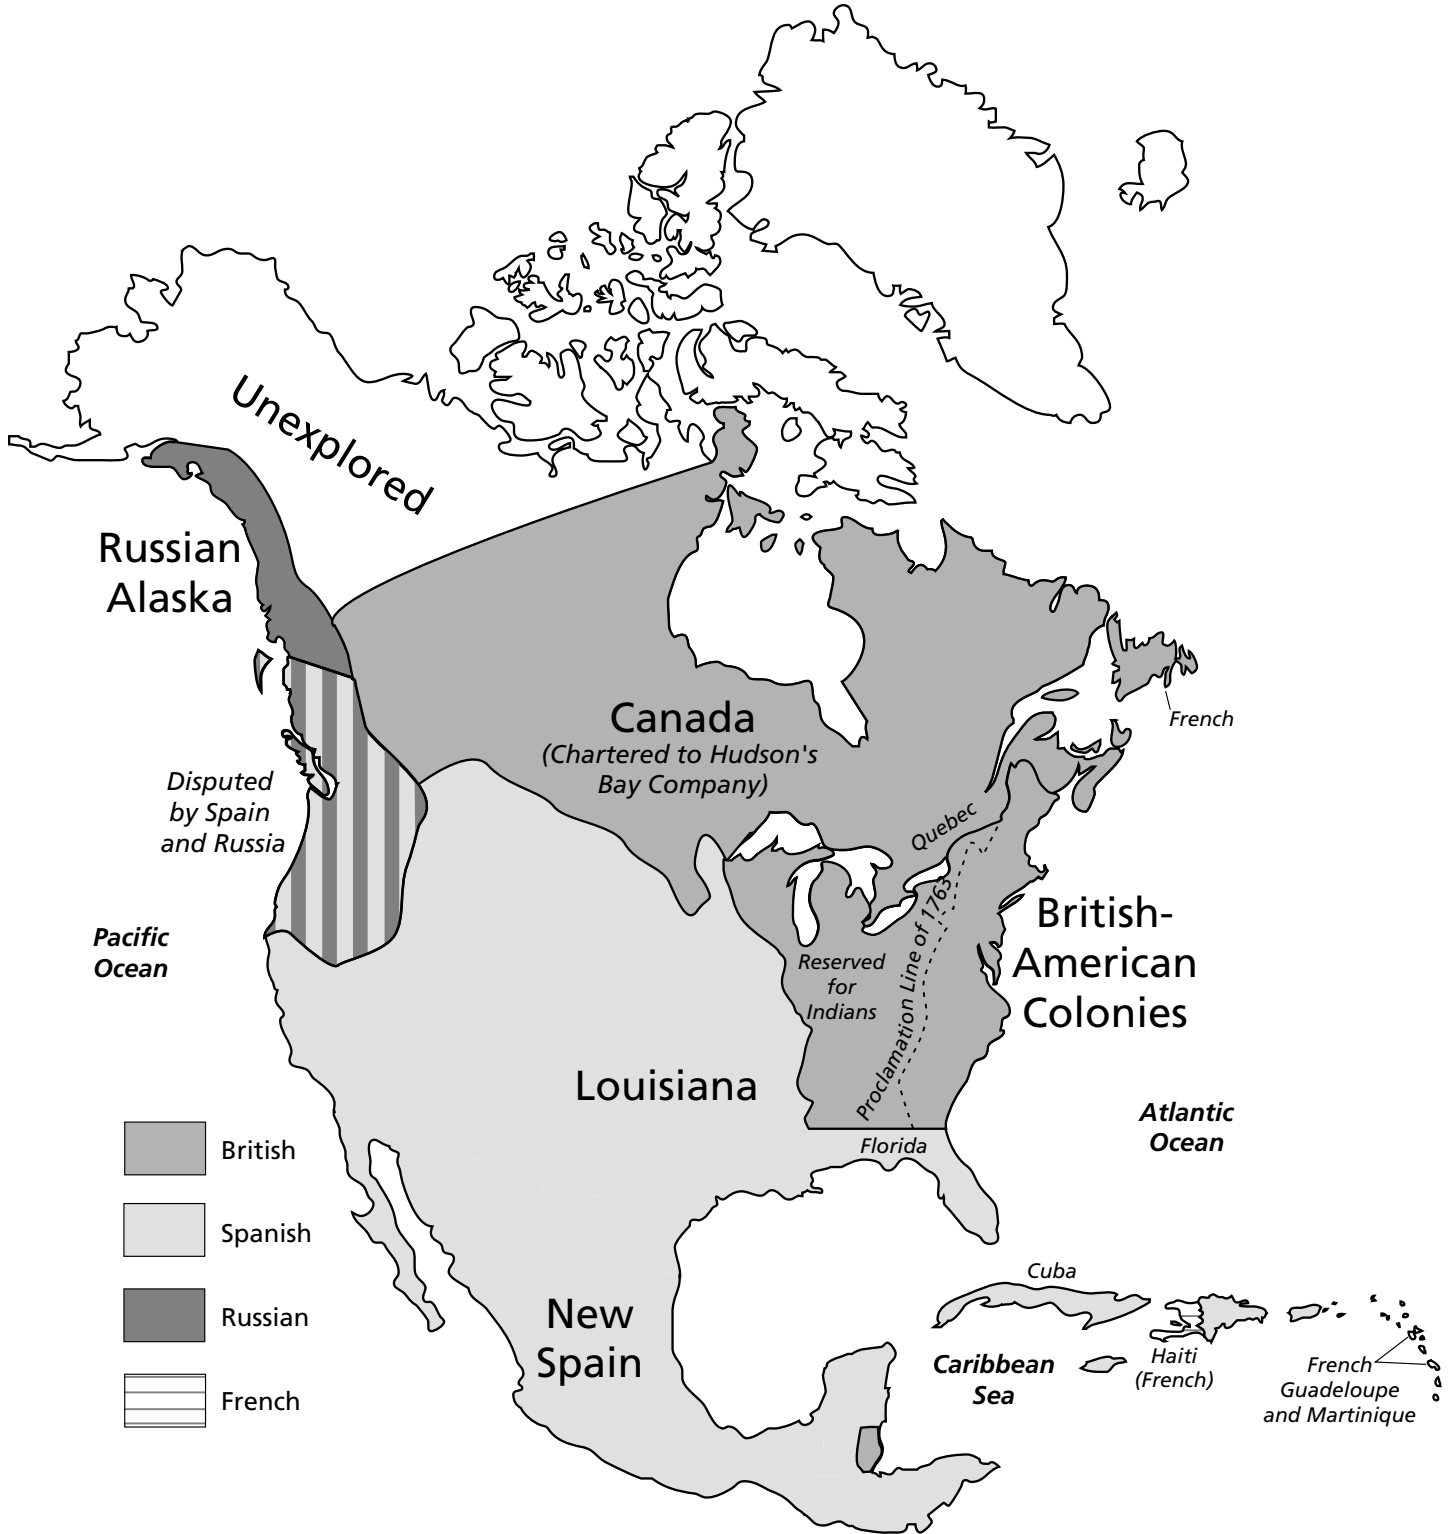 Unexplored
Russian
Alaska
Canada
(Chartered to Hudson's
Bay Company)
French
Disputed
by Spain
and Russia
Quebec
Proclamation Line of 1763
British-
American
Colonies
Pacific
Ocean
Reserved
for
Indians
Louisiana
Atlantic
Ocean
Florida
British
Spanish
Russian
French
New
Spain
Cuba
Caribbean
Sea
Haiti
(French)
French
Guadeloupe
and Martinique